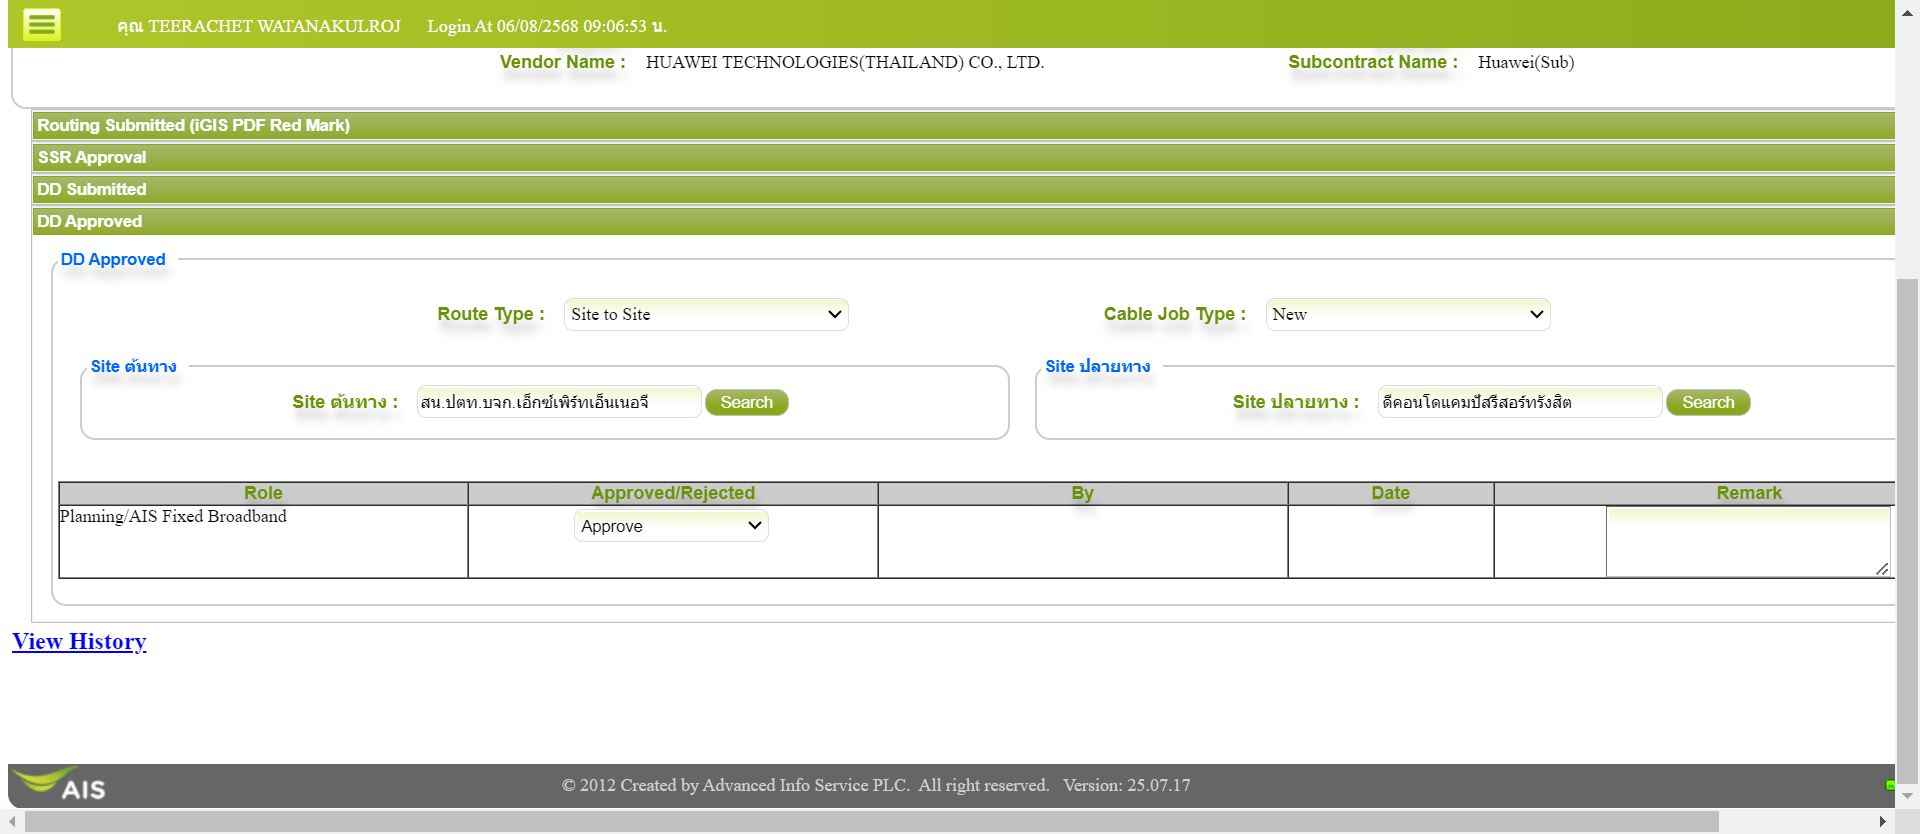 คุณ TEERACHET WATANAKULROJ Login At 06/08/2568 09:06:53 น.
Vendor Name : HUAWEI TECHNOLOGIES(THAILAND) CO., LTD. Subcontract Name : Huawei(Sub)
Routing Submitted (iGIS PDF Red Mark)
SSR Approval
DD Submitted
DD Approved
DD Approved
Route Type : Site to Site Cable Job Type : New
Site ต้นทาง Site ปลายทาง
Site ต้นทาง : สน.ปตท.บจก.เอ็กซ์เพิร์ทเอ็นเนอจี Search Site ปลายทาง : ดีคอนโดแคมปัสรีสอร์ทรังสิต Search
Role Approved/Rejected By Date Remark
Planning/AIS Fixed Broadband Approve
View History
AIS © 2012 Created by Advanced Info Service PLC. All right reserved. Version: 25.07.17